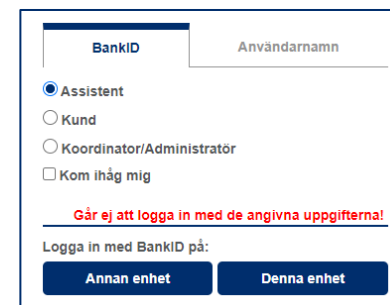 BankID Användarnamn
Assistent
Kund
Koordinator/Administratör
Kom ihåg mig
Går ej att logga in med de angivna uppgifterna!
Logga in med BankID på:
Annan enhet Denna enhet